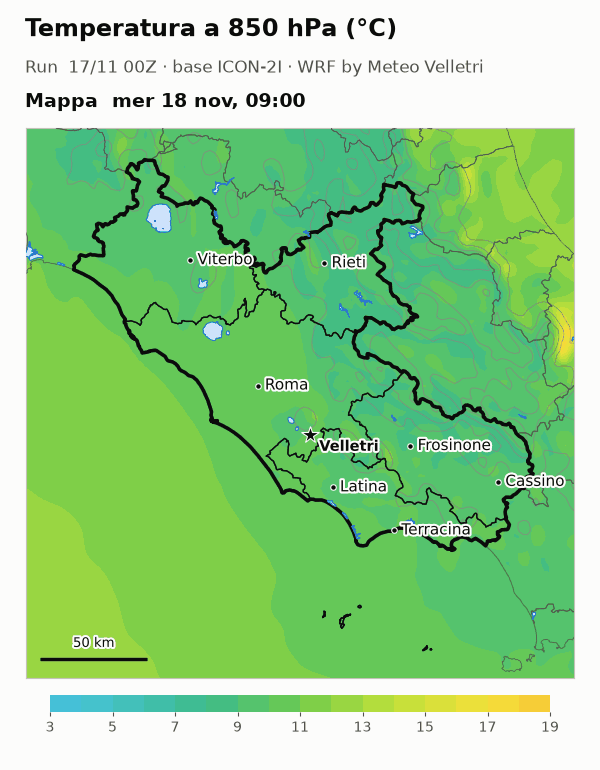 Temperatura a 850 hPa (°C)
Run 17/11 00Z · base ICON-2I · WRF by Meteo Velletri
Mappa mer 18 nov, 09:00
Viterbo
Rieti
Roma
Velletri
Frosinone
Cassino
Latina
Terracina
50 km
3 5 7 9 11 13 15 17 19